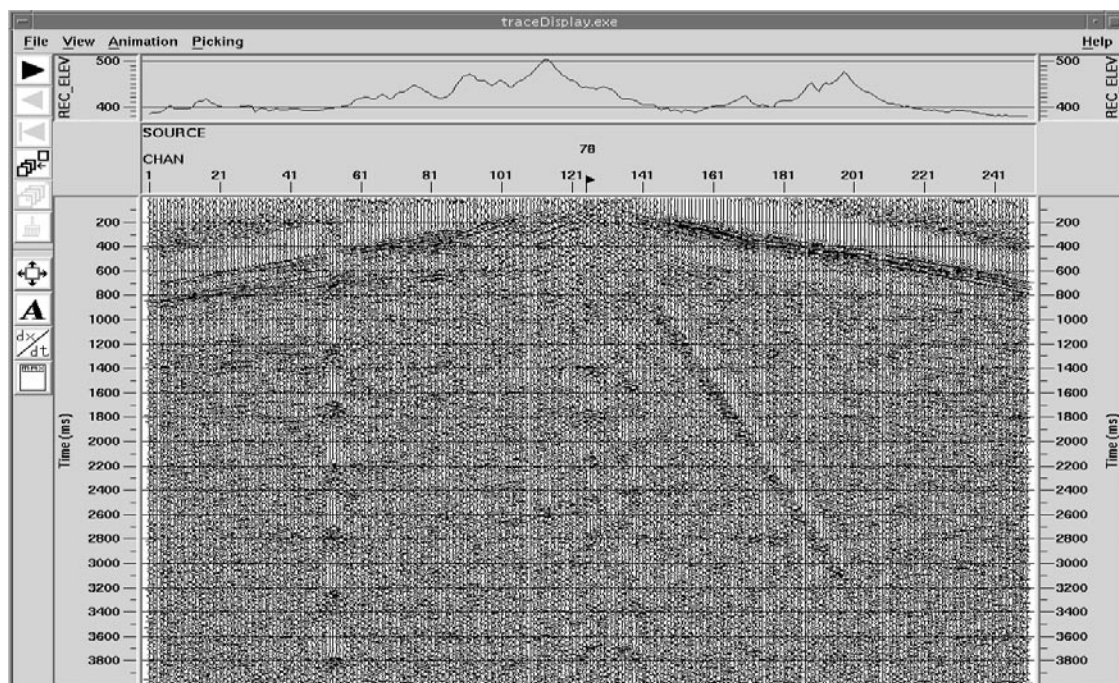 traceDisplay.exe
File View Animation Picking Help
REC_ELEV 500 500 REC_ELEV
400 400
SOURCE
78
CHAN
1 21 41 61 81 101 121 141 161 181 201 221 241
Time (ms) Time (ms)
200 200
400 400
600 600
800 800
1000 1000
A
dx/dt
1200 1200
1400 1400
1600 1600
1800 1800
2000 2000
2200 2200
2400 2400
2600 2600
2800 2800
3000 3000
3200 3200
3400 3400
3600 3600
3800 3800